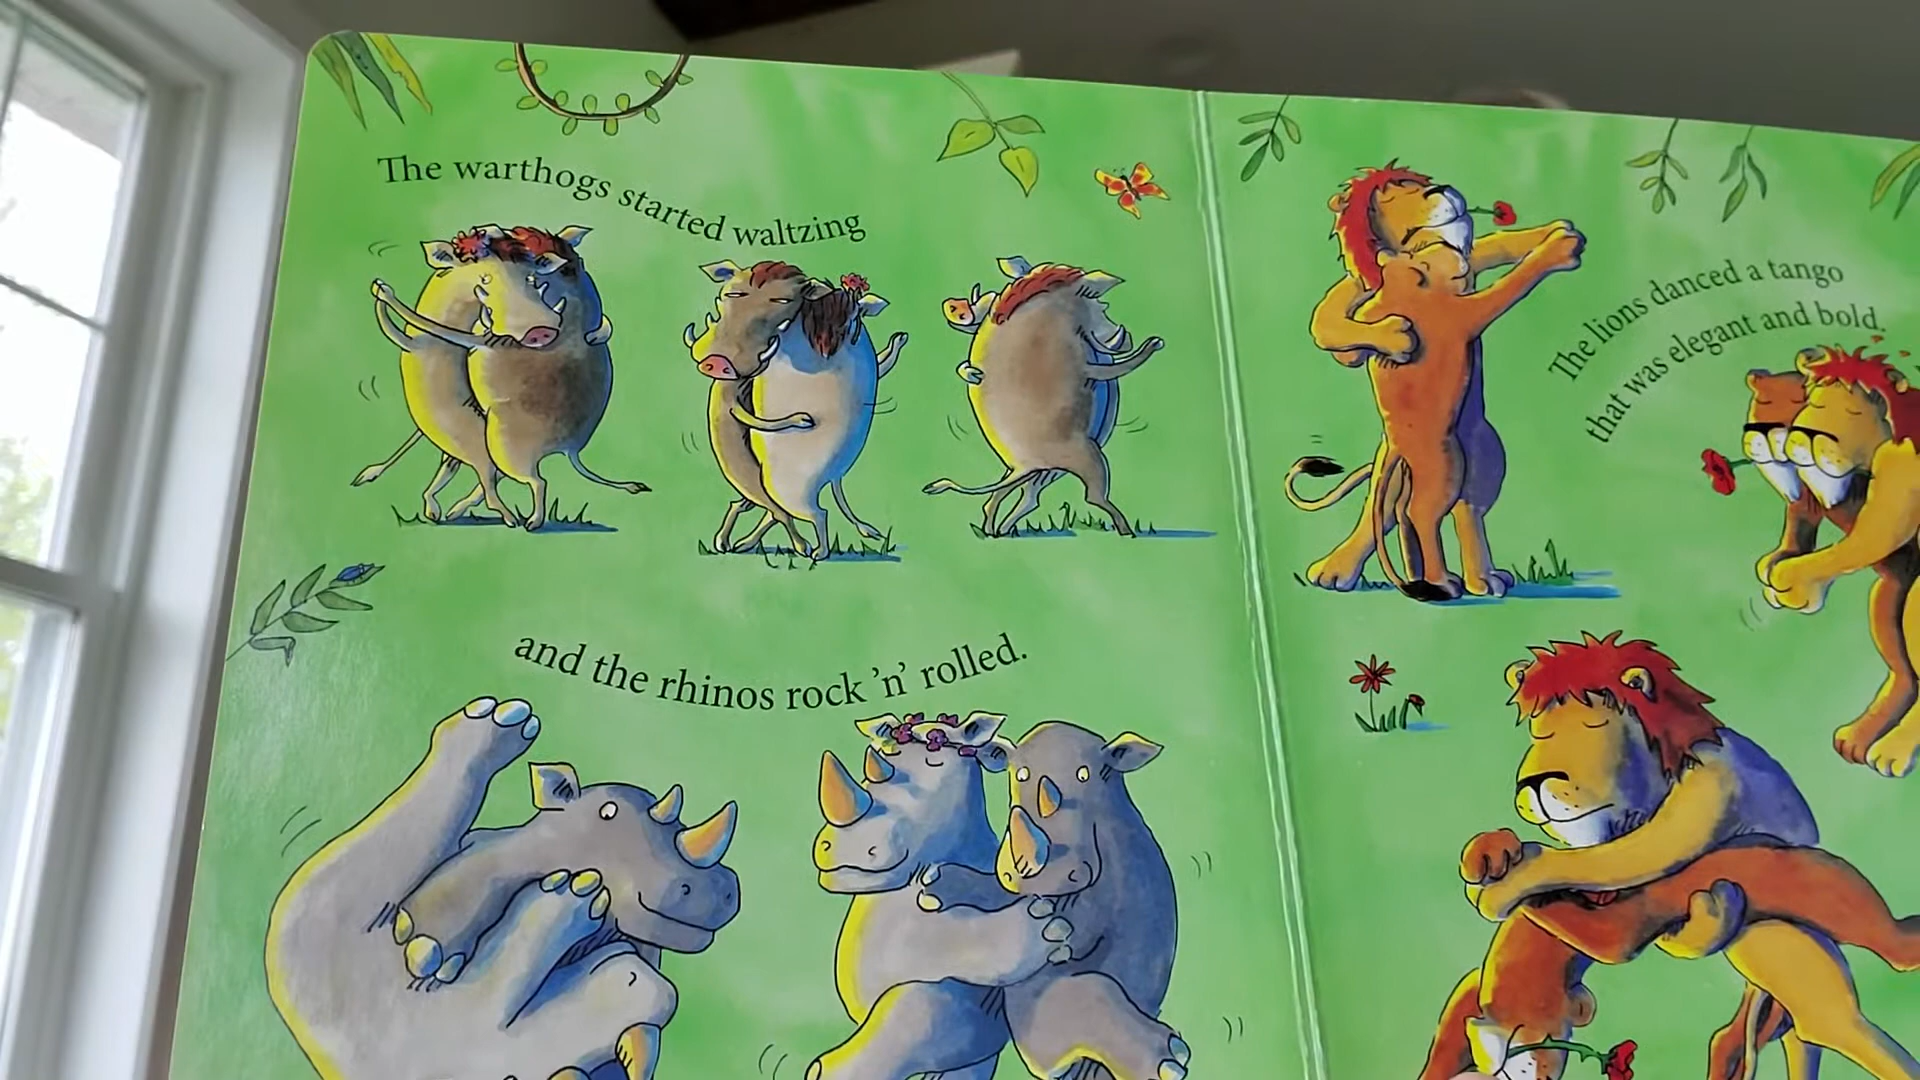 The warthogs started waltzing
and the rhinos rock 'n' rolled.
The lions danced a tango
that was elegant and bold.